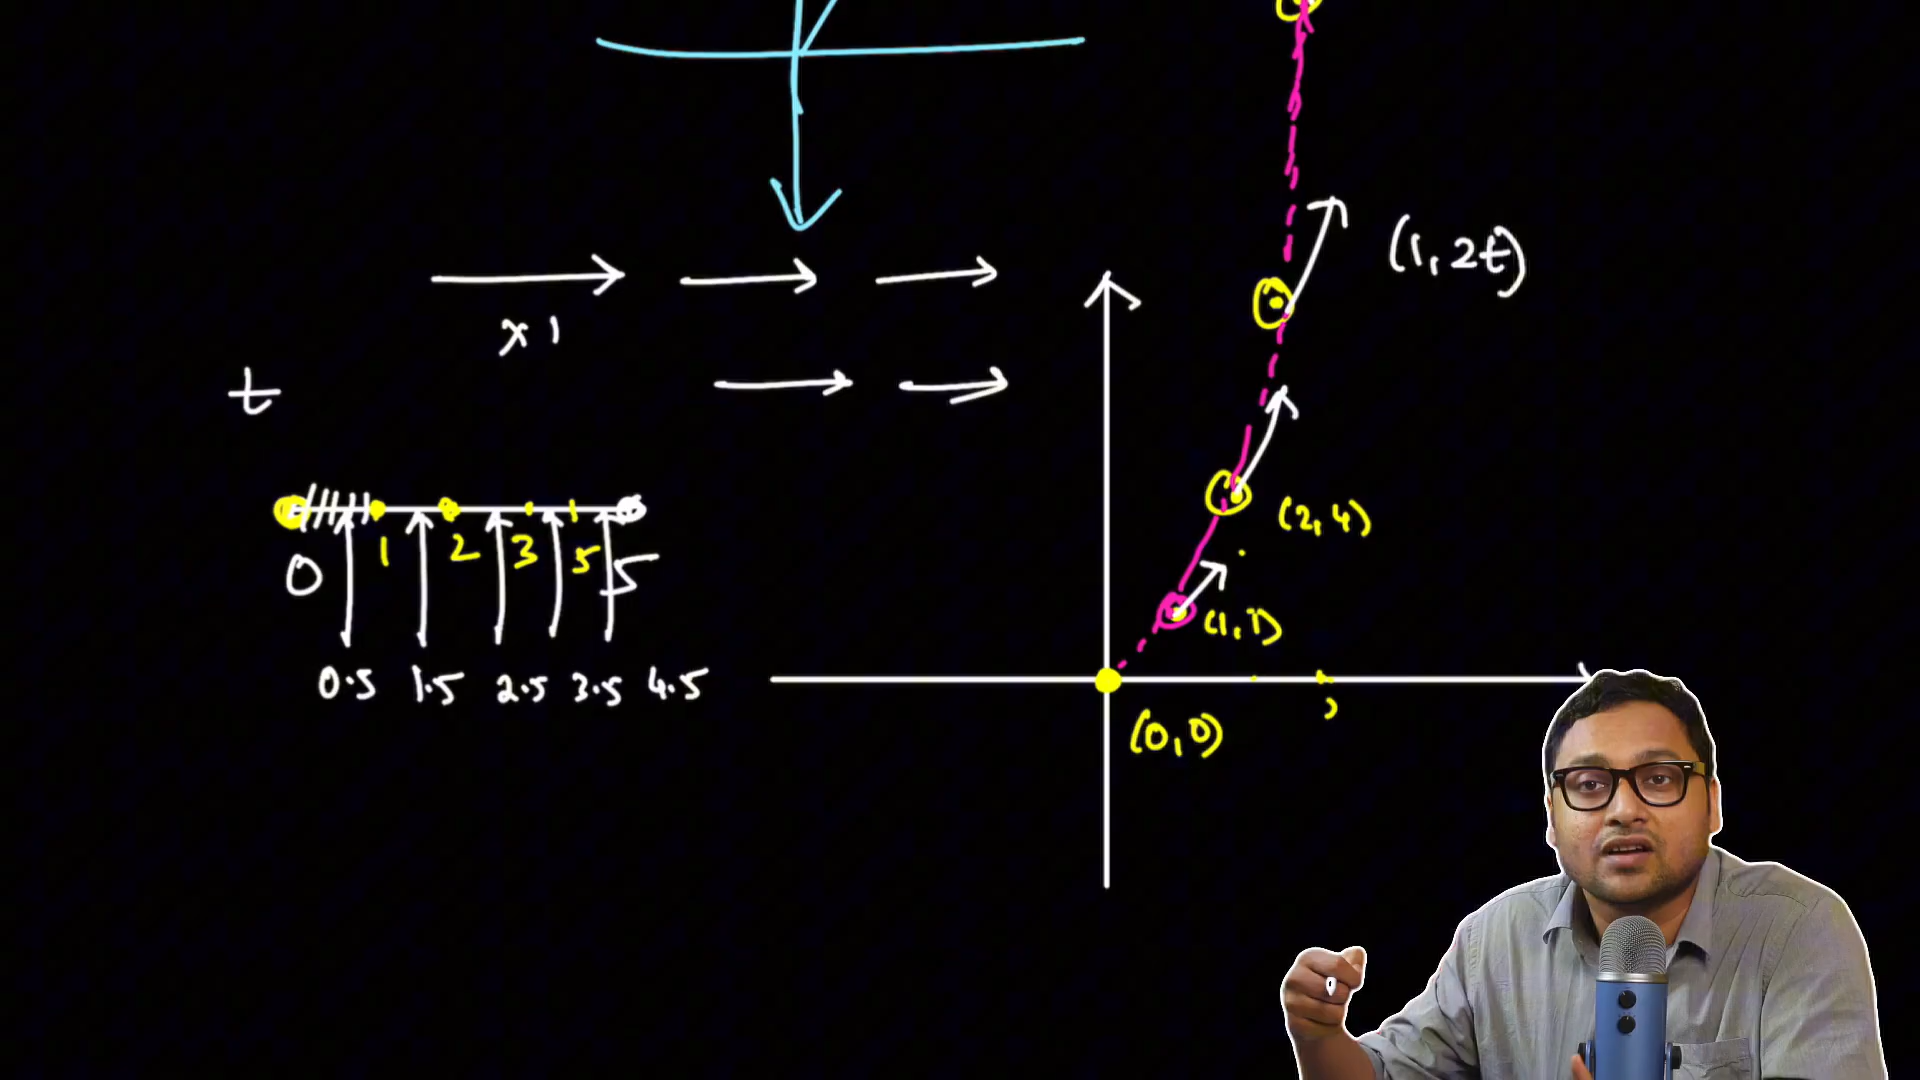 (1, 2t)
x 1
t
(2, 4)
1 2 3 5
0 5
(1, 1)
0.5 1.5 2.5 3.5 4.5
(0, 0)